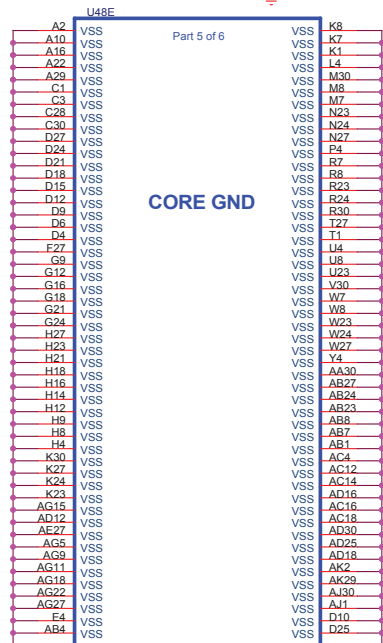 U48E
A2 VSS Part 5 of 6 VSS K8
A10 VSS VSS K7
A16 VSS VSS K1
A22 VSS VSS L4
A29 VSS VSS M30
C1 VSS VSS M8
C3 VSS VSS M7
C28 VSS VSS N23
C30 VSS VSS N24
D27 VSS VSS N27
D24 VSS VSS P4
D21 VSS VSS R7
D18 VSS VSS R8
D15 VSS VSS R23
D12 VSS CORE GND VSS R24
D9 VSS VSS R30
D6 VSS VSS T27
D4 VSS VSS T1
F27 VSS VSS U4
G9 VSS VSS U8
G12 VSS VSS U23
G16 VSS VSS V30
G18 VSS VSS W7
G21 VSS VSS W8
G24 VSS VSS W23
H27 VSS VSS W24
H23 VSS VSS W27
H21 VSS VSS Y4
H18 VSS VSS AA30
H16 VSS VSS AB27
H14 VSS VSS AB24
H12 VSS VSS AB23
H9 VSS VSS AB8
H8 VSS VSS AB7
H4 VSS VSS AB1
K30 VSS VSS AC4
K27 VSS VSS AC12
K24 VSS VSS AC14
K23 VSS VSS AD16
AG15 VSS VSS AC16
AD12 VSS VSS AC18
AE27 VSS VSS AD30
AG5 VSS VSS AD25
AG9 VSS VSS AD18
AG11 VSS VSS AK2
AG18 VSS VSS AK29
AG22 VSS VSS AJ30
AG27 VSS VSS AJ1
F4 VSS VSS D10
AB4 VSS VSS D25